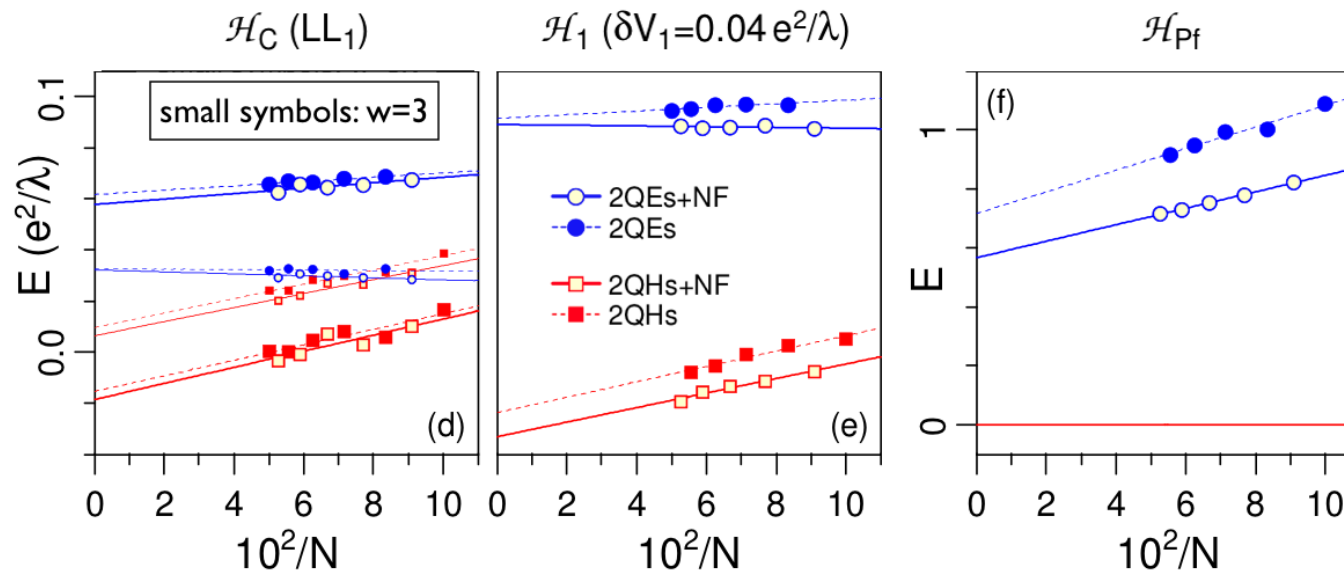 ℋC (LL1)
ℋ1 (δV1=0.04 e²/λ)
ℋPf
E (e²/λ)
0.1
0.0
small symbols: w=3
(d)
0 2 4 6 8 10
10²/N
2QEs+NF
2QEs
2QHs+NF
2QHs
(e)
0 2 4 6 8 10
10²/N
E
1
0
(f)
0 2 4 6 8 10
10²/N